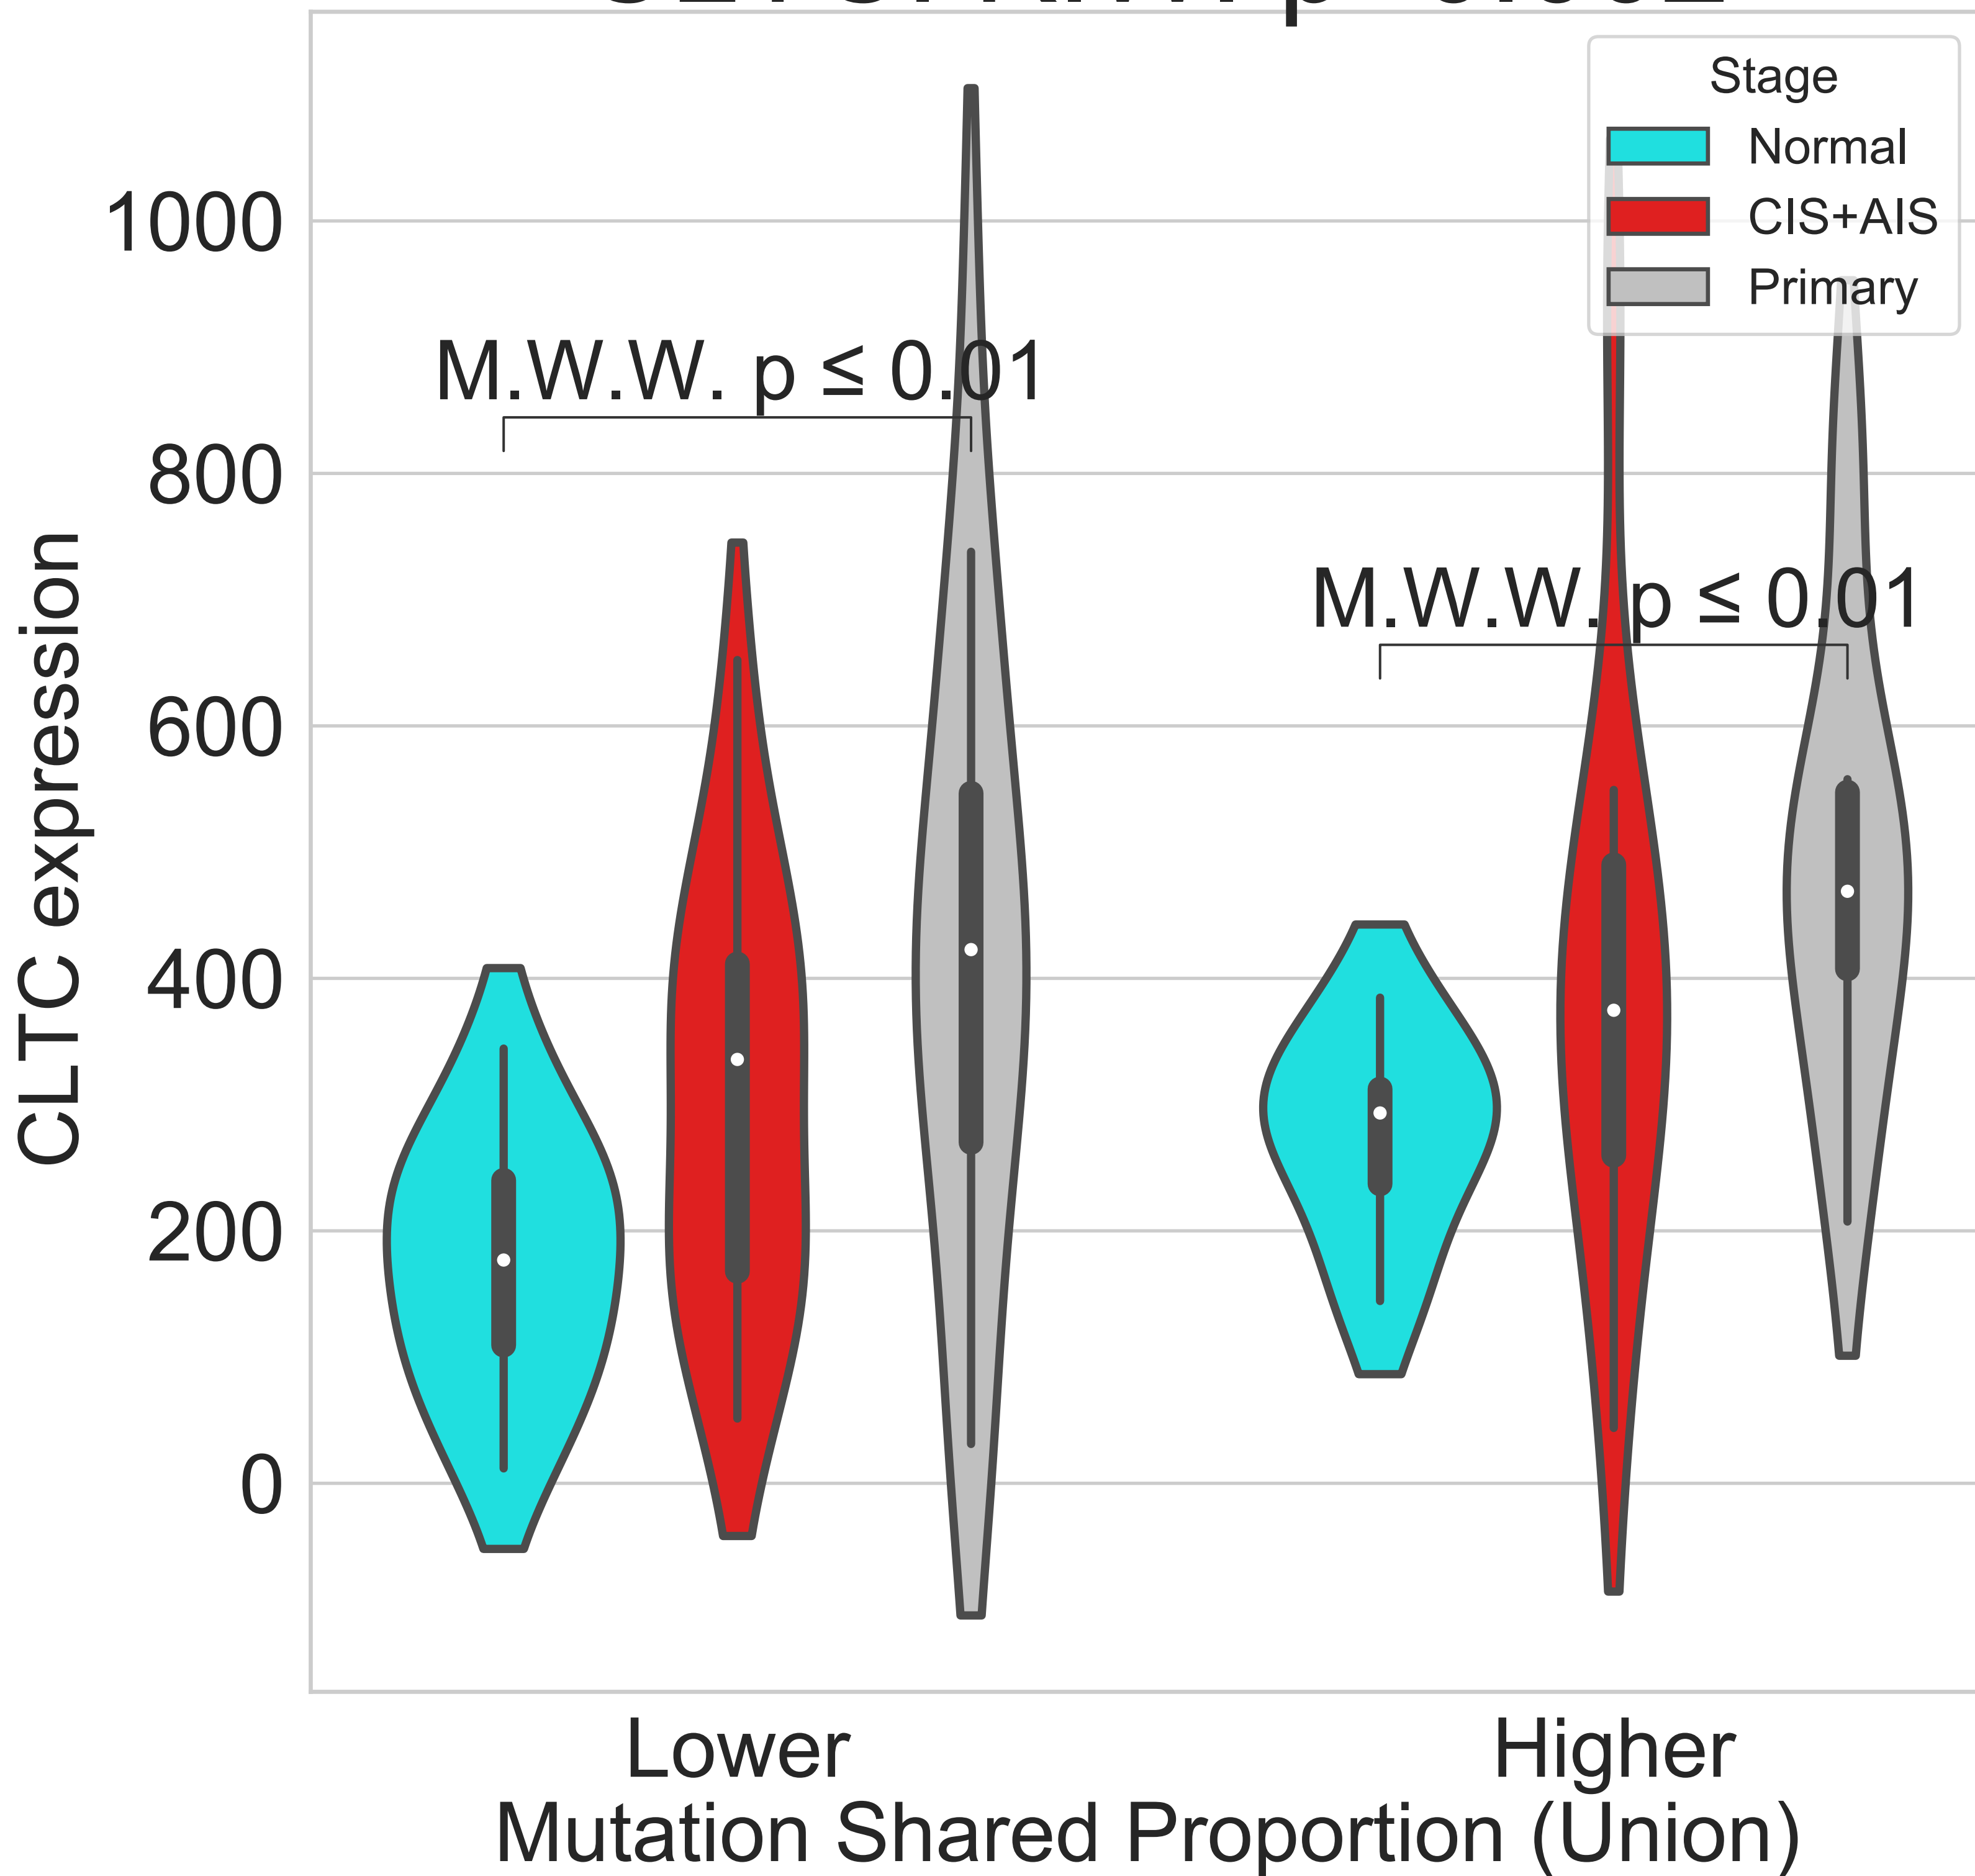 Stage
Normal
CIS+AIS
Primary
1000
800
600
400
200
0
M.W.W. p ≤ 0.01
M.W.W. p ≤ 0.01
CLTC expression
Lower
Higher
Mutation Shared Proportion (Union)